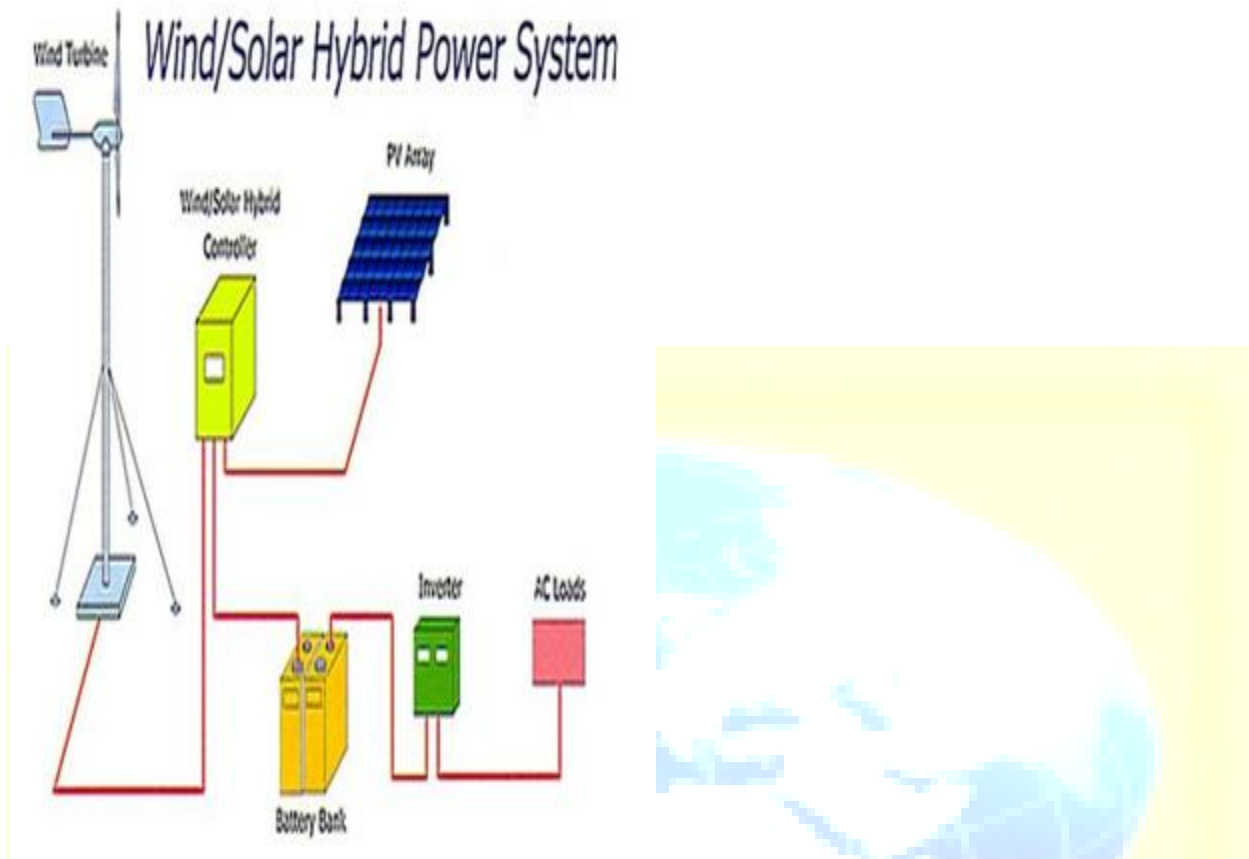 Wind/Solar Hybrid Power System
Wind Turbine
PV Array
Wind/Solar Hybrid
Controller
Inverter
AC Loads
Battery Bank